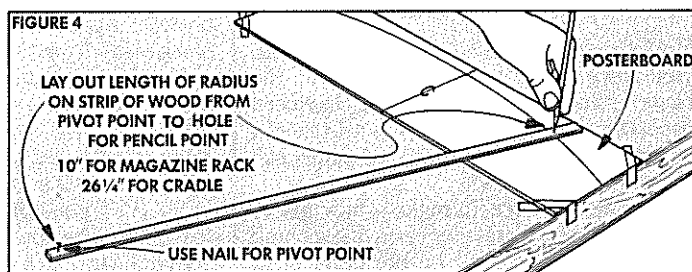 FIGURE 4
LAY OUT LENGTH OF RADIUS
ON STRIP OF WOOD FROM
PIVOT POINT TO HOLE
FOR PENCIL POINT
10" FOR MAGAZINE RACK
26¼" FOR CRADLE
POSTERBOARD
USE NAIL FOR PIVOT POINT